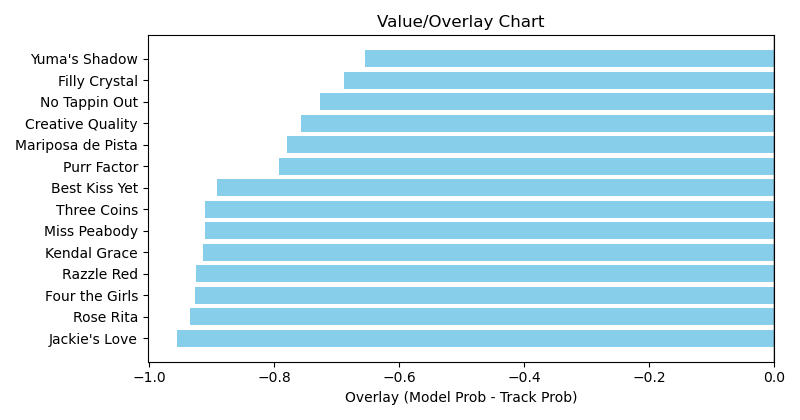 Value/Overlay Chart
Yuma's Shadow
Filly Crystal
No Tappin Out
Creative Quality
Mariposa de Pista
Purr Factor
Best Kiss Yet
Three Coins
Miss Peabody
Kendal Grace
Razzle Red
Four the Girls
Rose Rita
Jackie's Love
−1.0 −0.8 −0.6 −0.4 −0.2 0.0
Overlay (Model Prob - Track Prob)